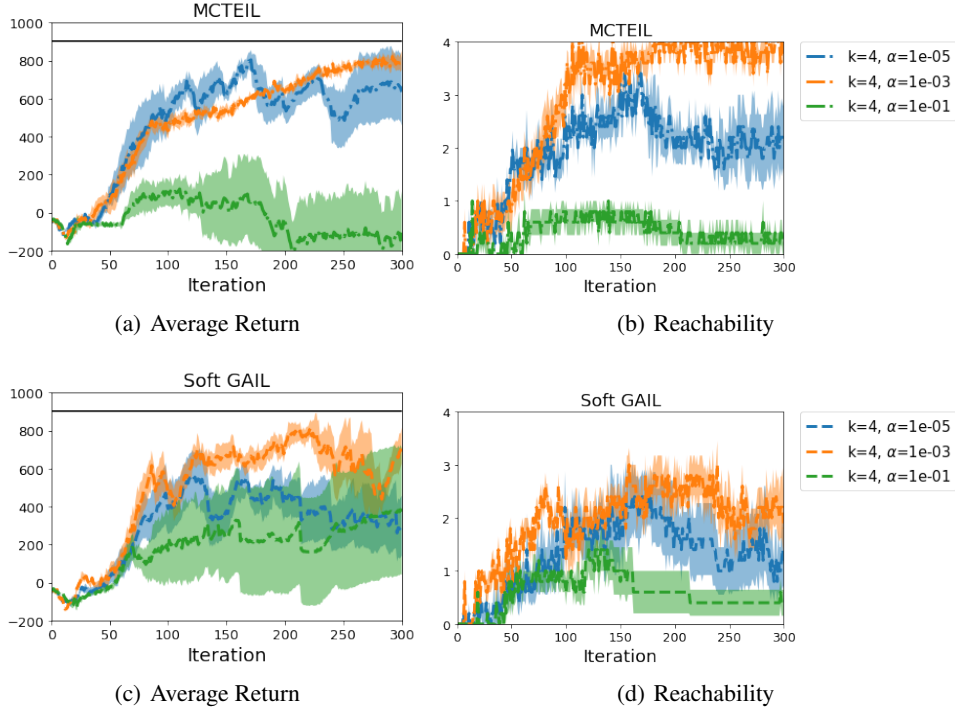 MCTEIL
1000
800
600
400
200
0
−200
0 50 100 150 200 250 300
Iteration
(a) Average Return
MCTEIL
4
3
2
1
0
0 50 100 150 200 250 300
Iteration
(b) Reachability
k=4, α=1e-05
k=4, α=1e-03
k=4, α=1e-01
Soft GAIL
1000
800
600
400
200
0
−200
0 50 100 150 200 250 300
Iteration
(c) Average Return
Soft GAIL
4
3
2
1
0
0 50 100 150 200 250 300
Iteration
(d) Reachability
k=4, α=1e-05
k=4, α=1e-03
k=4, α=1e-01